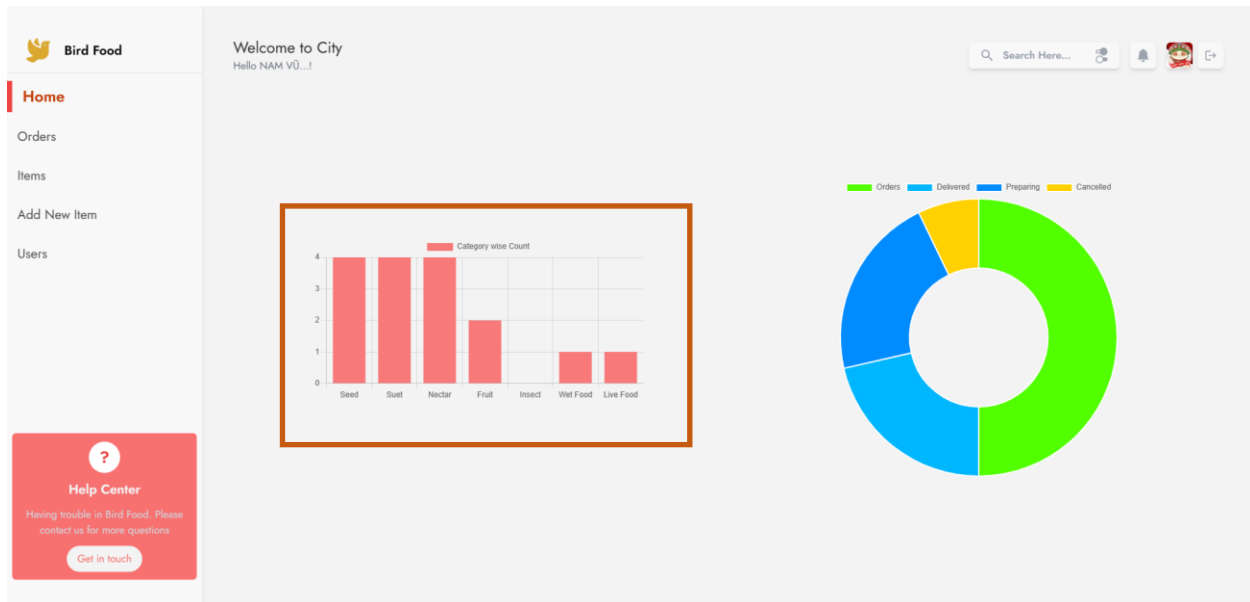 Bird Food
Welcome to City
Hello NAM VŨ...!
Search Here...
Home
Orders
Items
Add New Item
Users
Category wise Count
4
3
2
1
0
Seed Suet Nectar Fruit Insect Wet Food Live Food
Orders Delivered Preparing Cancelled
?
Help Center
Having trouble in Bird Food. Please
contact us for more questions
Get in touch